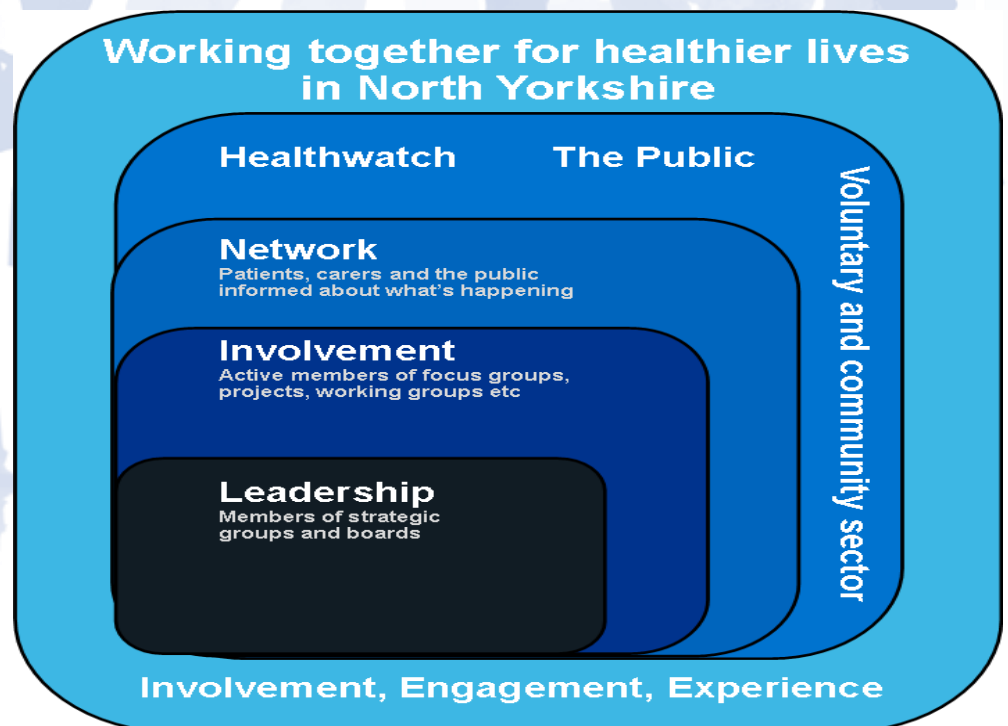 Working together for healthier lives
in North Yorkshire
Healthwatch
The Public
Voluntary and community sector
Network
Patients, carers and the public
informed about what's happening
Involvement
Active members of focus groups,
projects, working groups etc
Leadership
Members of strategic
groups and boards
Involvement, Engagement, Experience